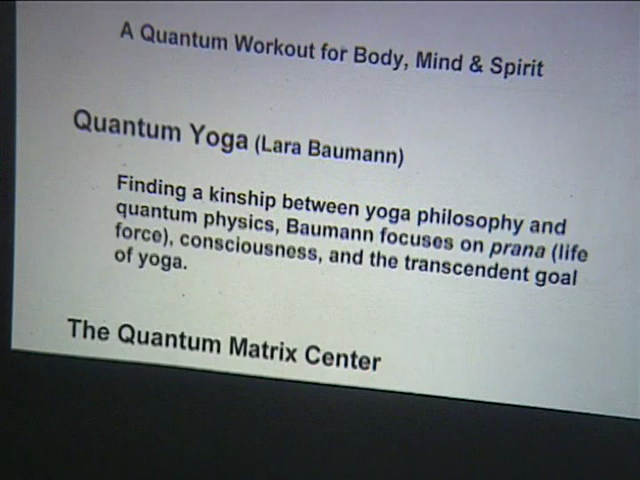 A Quantum Workout for Body, Mind & Spirit
Quantum Yoga (Lara Baumann)
Finding a kinship between yoga philosophy and
quantum physics, Baumann focuses on prana (life
force), consciousness, and the transcendent goal
of yoga.
The Quantum Matrix Center